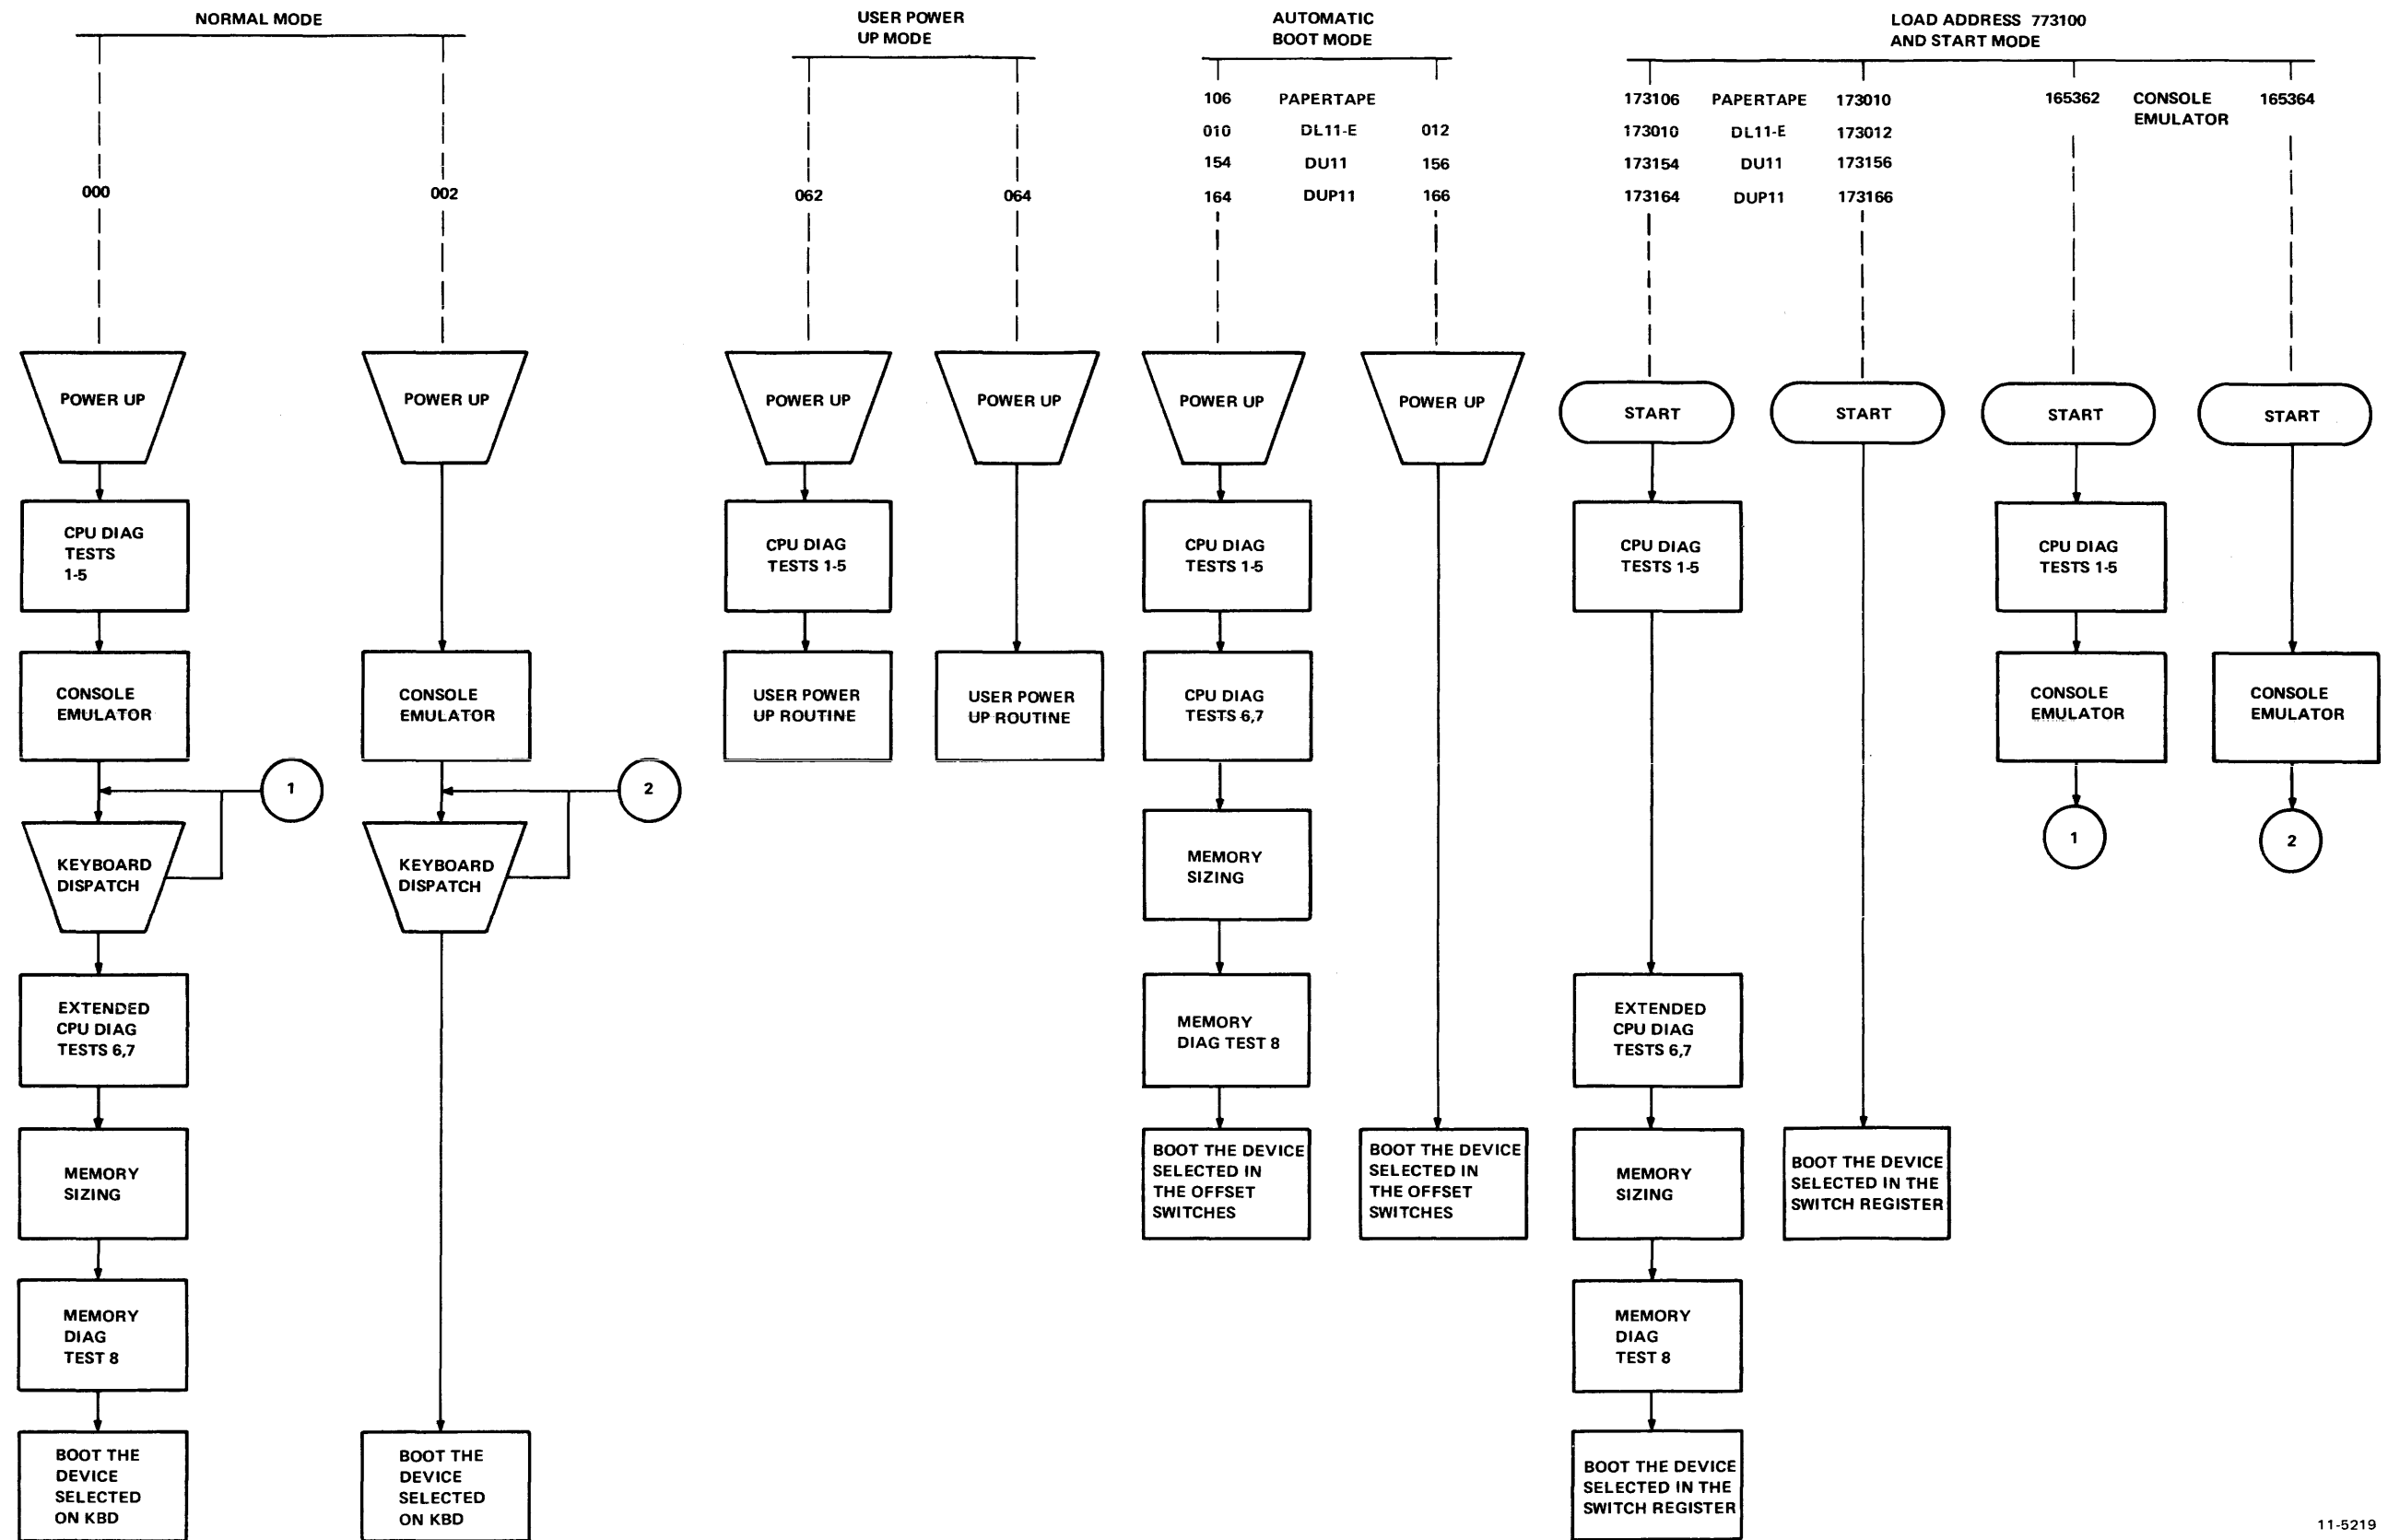 NORMAL MODE
000
002
POWER UP
POWER UP
CPU DIAG
TESTS
1-5
CONSOLE
EMULATOR
CONSOLE
EMULATOR
1
2
KEYBOARD
DISPATCH
KEYBOARD
DISPATCH
EXTENDED
CPU DIAG
TESTS 6,7
MEMORY
SIZING
MEMORY
DIAG
TEST 8
BOOT THE
DEVICE
SELECTED
ON KBD
BOOT THE
DEVICE
SELECTED
ON KBD
USER POWER
UP MODE
062
064
POWER UP
POWER UP
CPU DIAG
TESTS 1-5
USER POWER
UP ROUTINE
USER POWER
UP ROUTINE
AUTOMATIC
BOOT MODE
106 PAPERTAPE
010 DL11-E 012
154 DU11 156
164 DUP11 166
POWER UP
POWER UP
CPU DIAG
TESTS 1-5
CPU DIAG
TESTS 6,7
MEMORY
SIZING
MEMORY
DIAG TEST 8
BOOT THE DEVICE
SELECTED IN
THE OFFSET
SWITCHES
BOOT THE DEVICE
SELECTED IN
THE OFFSET
SWITCHES
LOAD ADDRESS 773100
AND START MODE
173106 PAPERTAPE 173010
173010 DL11-E 173012
173154 DU11 173156
173164 DUP11 173166
165362 CONSOLE 165364
EMULATOR
START
START
START
START
CPU DIAG
TESTS 1-5
EXTENDED
CPU DIAG
TESTS 6,7
MEMORY
SIZING
MEMORY
DIAG
TEST 8
BOOT THE DEVICE
SELECTED IN THE
SWITCH REGISTER
BOOT THE DEVICE
SELECTED IN THE
SWITCH REGISTER
CPU DIAG
TESTS 1-5
CONSOLE
EMULATOR
1
CONSOLE
EMULATOR
2
11-5219